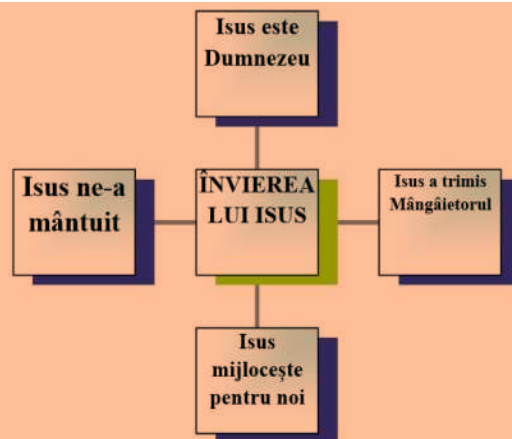 Isus este
Dumnezeu
Isus ne-a
mântuit
ÎNVIEREA
LUI ISUS
Isus a trimis
Mângâietorul
Isus
mijlocește
pentru noi